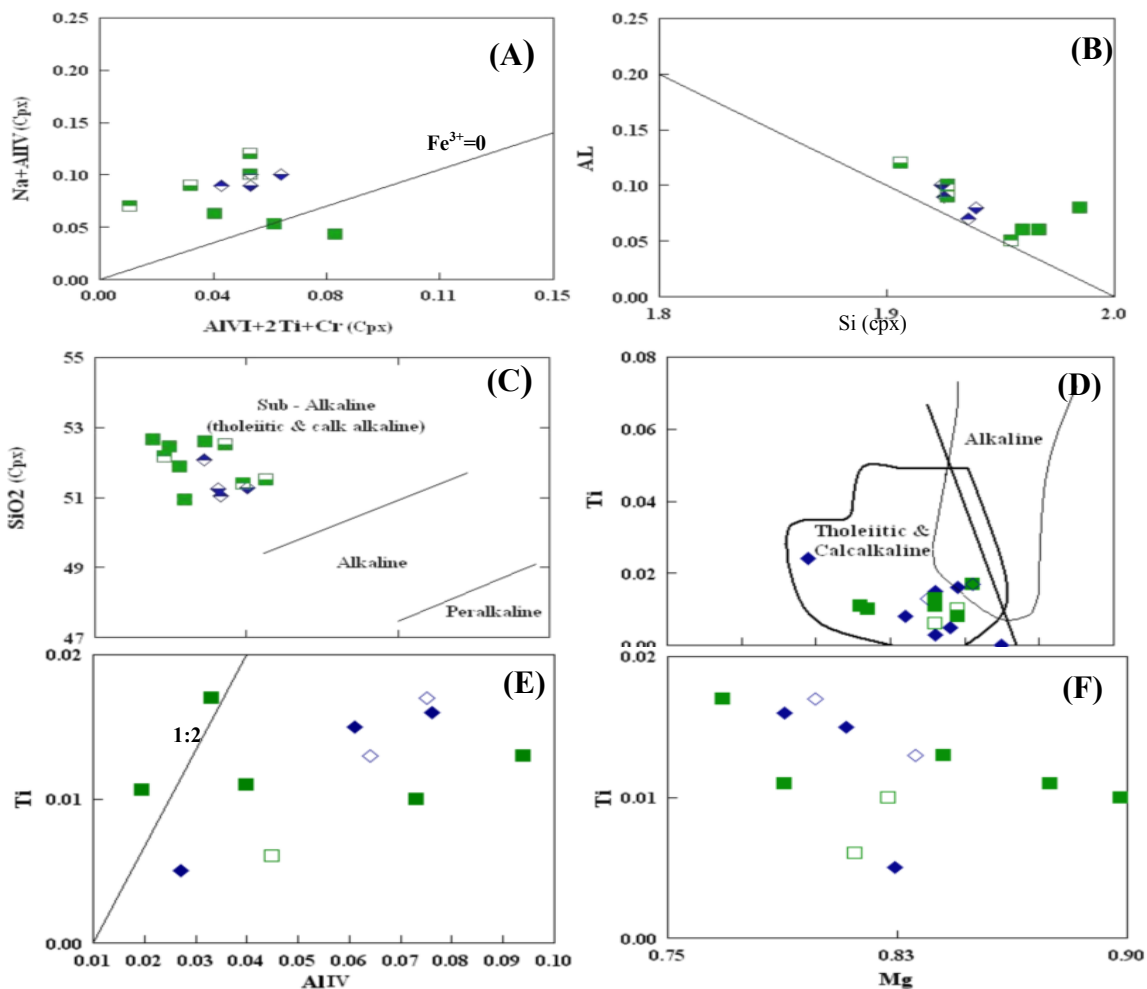 (A)
0.25
0.20
0.15
0.10
0.05
0.00
Na+AlIV (Cpx)
Fe³⁺=0
0.00
0.04
0.08
0.11
0.15
AlVI+2Ti+Cr (Cpx)
(B)
0.25
0.20
0.15
0.10
0.05
0.00
AL
1.8
1.9
2.0
Si (cpx)
(C)
55
53
51
49
47
SiO2 (Cpx)
Sub - Alkaline
(tholeiitic & calk alkaline)
Alkaline
Peralkaline
(D)
0.08
0.06
0.04
0.02
0.00
Ti
Alkaline
Tholeiitic &
Calcalkaline
(E)
0.02
0.01
0.00
Ti
1:2
0.01
0.02
0.03
0.04
0.05
0.06
0.07
0.08
0.09
0.10
AlIV
(F)
0.02
0.01
0.00
Ti
0.75
0.83
0.90
Mg